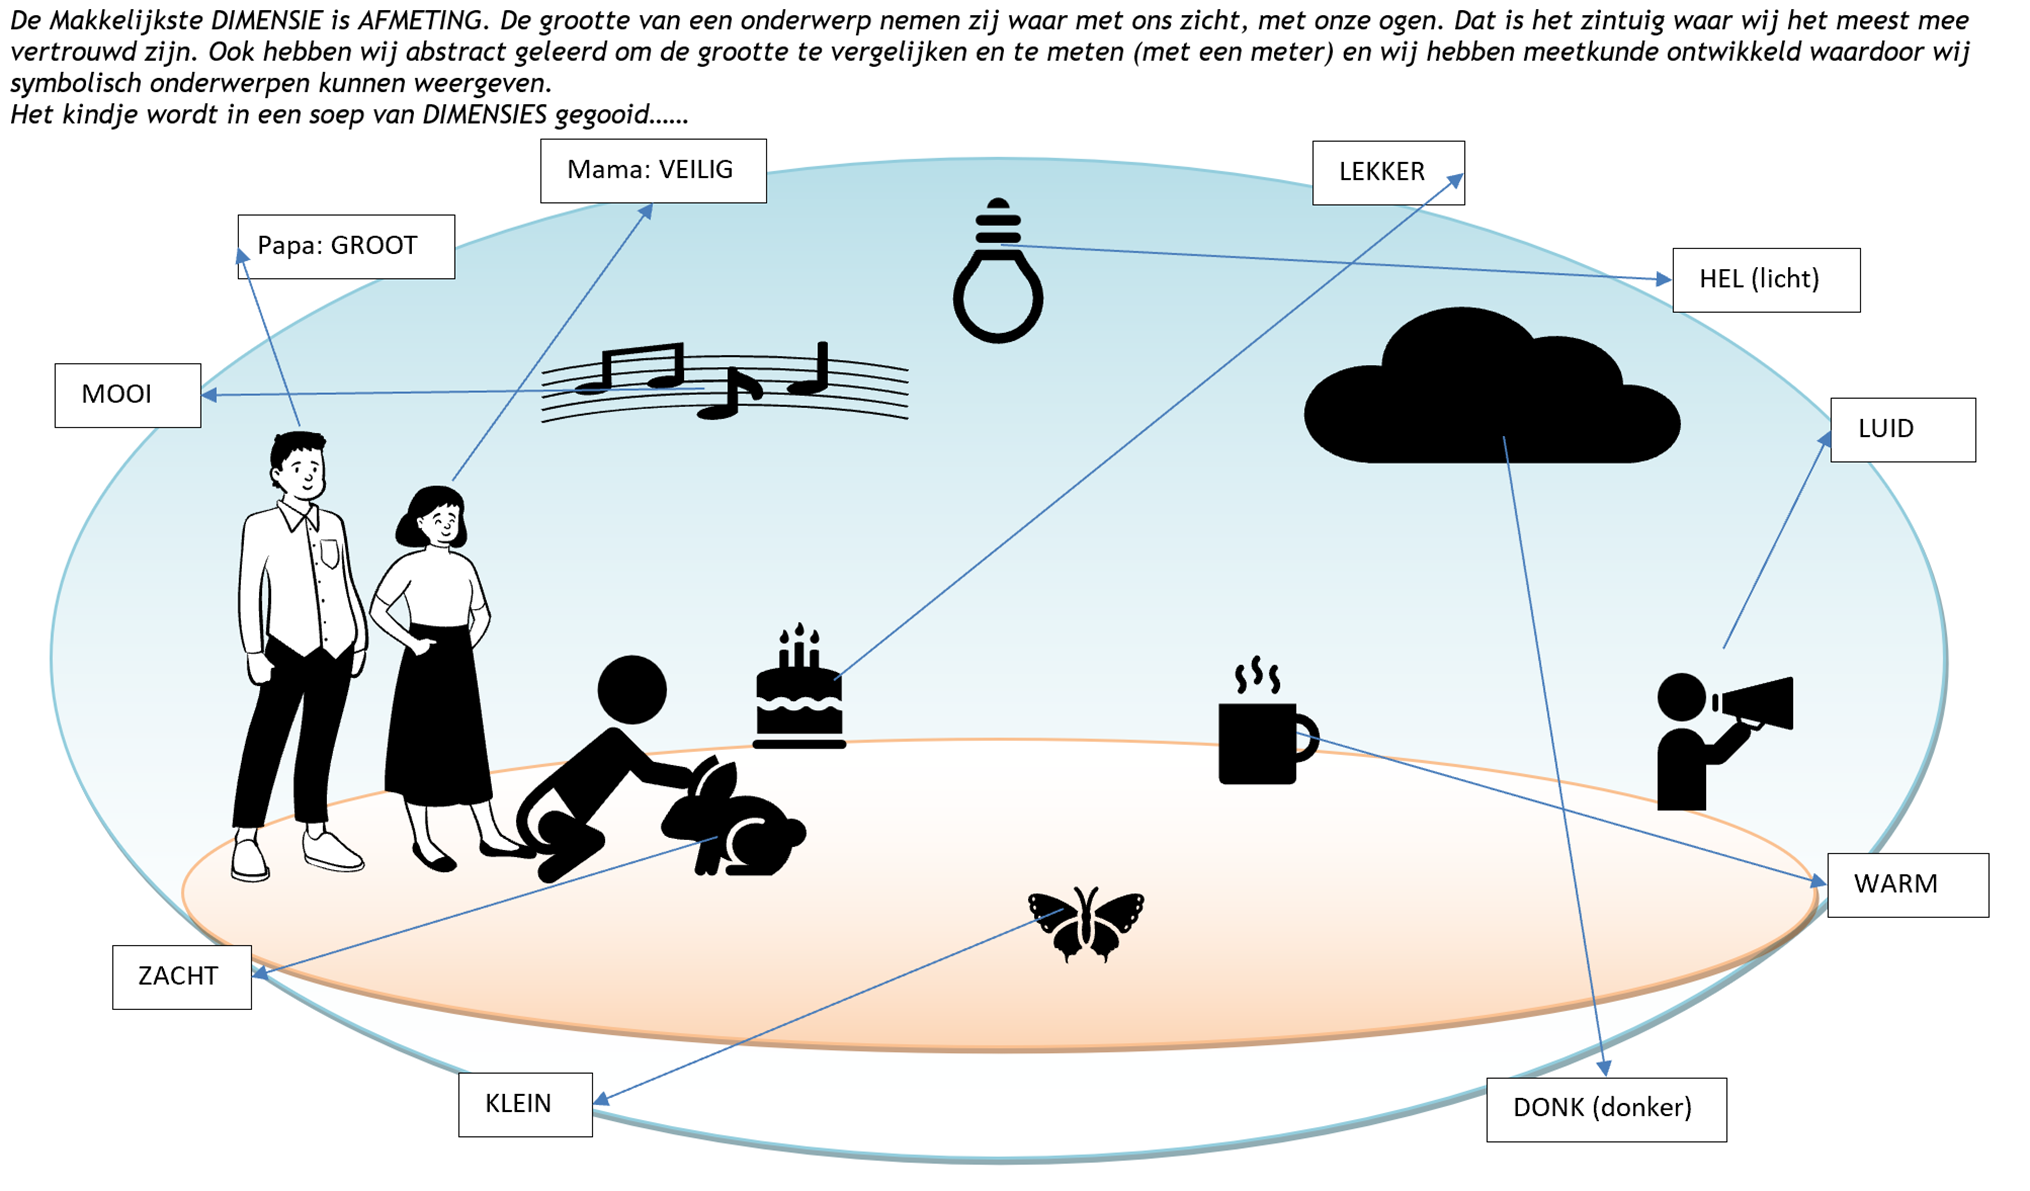 De Makkelijkste DIMENSIE is AFMETING. De grootte van een onderwerp nemen zij waar met ons zicht, met onze ogen. Dat is het zintuig waar wij het meest mee
vertrouwd zijn. Ook hebben wij abstract geleerd om de grootte te vergelijken en te meten (met een meter) en wij hebben meetkunde ontwikkeld waardoor wij
symbolisch onderwerpen kunnen weergeven.
Het kindje wordt in een soep van DIMENSIES gegooid......
Mama: VEILIG
LEKKER
Papa: GROOT
HEL (licht)
MOOI
LUID
WARM
ZACHT
KLEIN
DONK (donker)